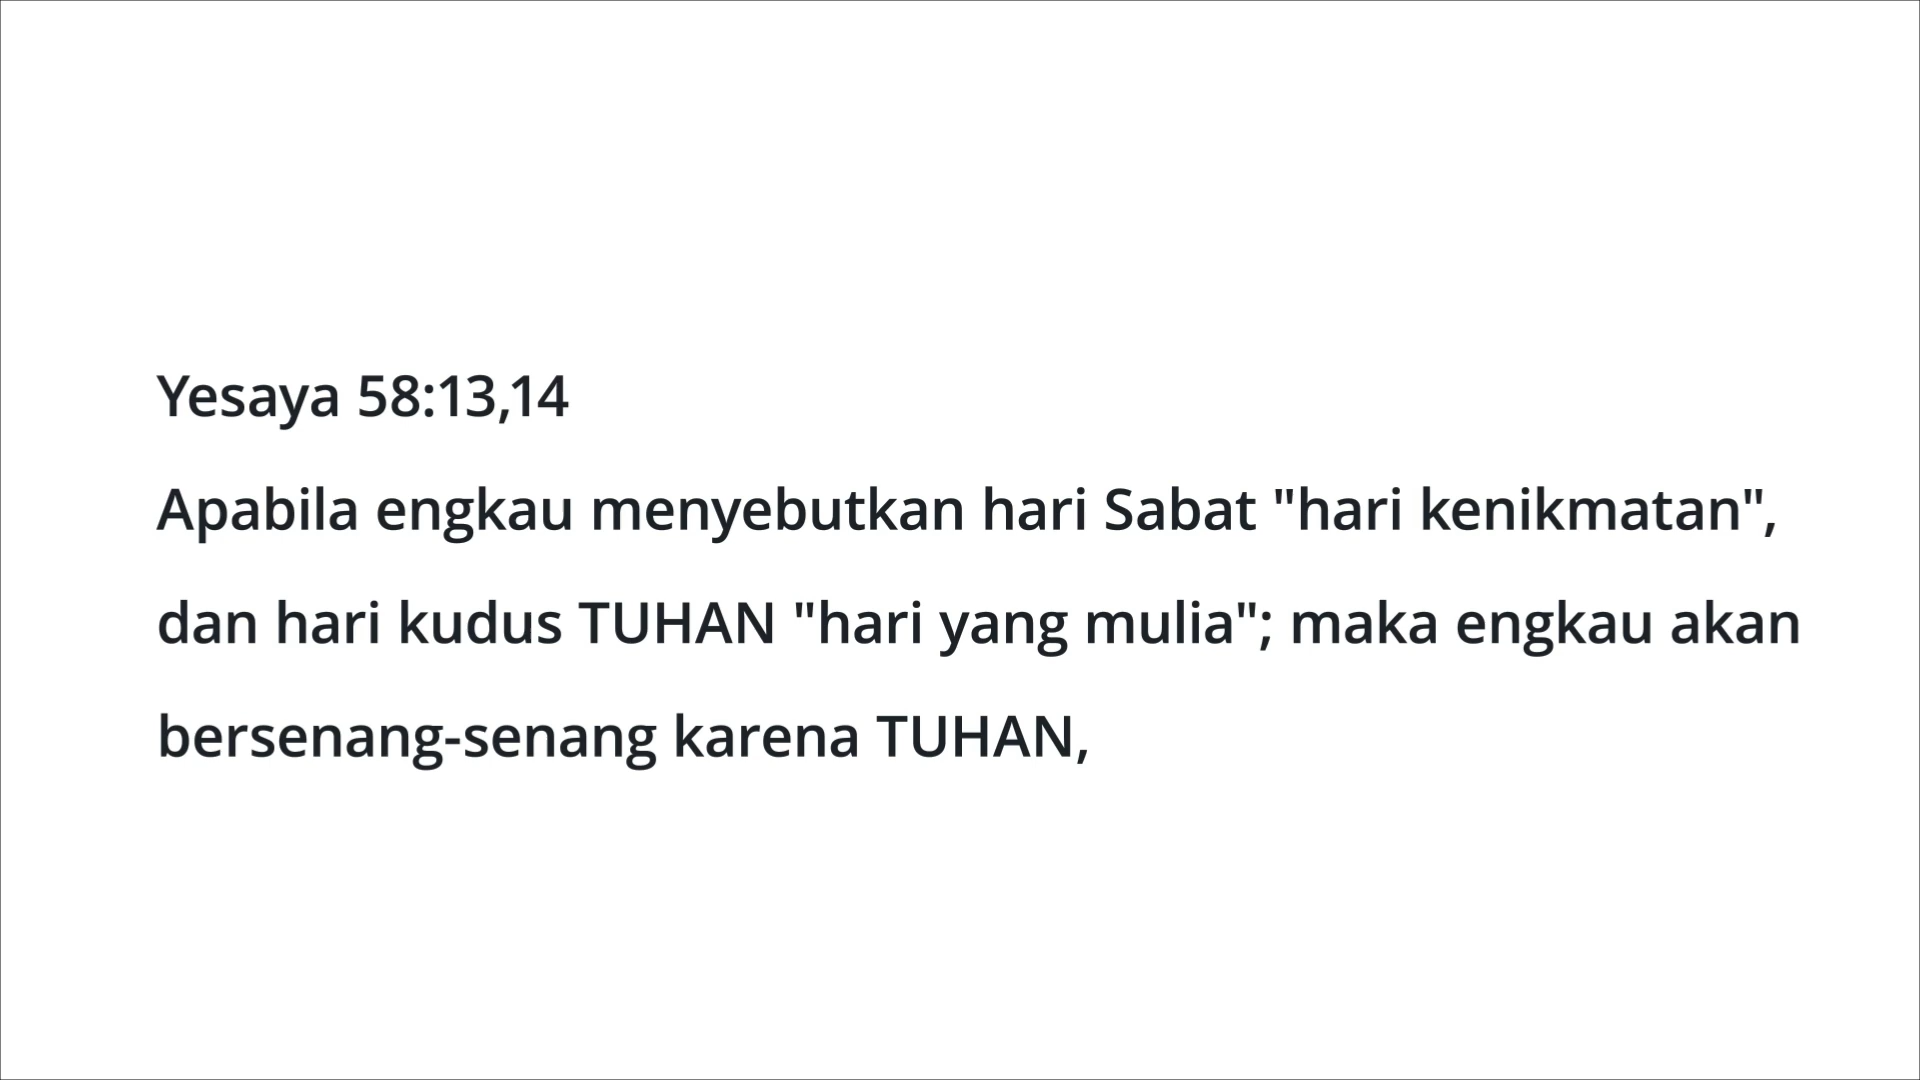 Yesaya 58:13,14
Apabila engkau menyebutkan hari Sabat "hari kenikmatan",
dan hari kudus TUHAN "hari yang mulia"; maka engkau akan
bersenang-senang karena TUHAN,